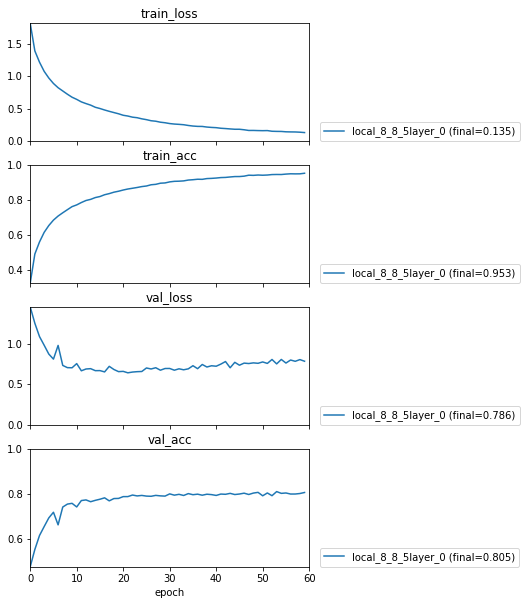 train_loss
1.5
1.0
0.5
0.0
local_8_8_5layer_0 (final=0.135)
train_acc
1.0
0.8
0.6
0.4
local_8_8_5layer_0 (final=0.953)
val_loss
1.0
0.5
0.0
local_8_8_5layer_0 (final=0.786)
val_acc
1.0
0.8
0.6
local_8_8_5layer_0 (final=0.805)
0 10 20 30 40 50 60
epoch